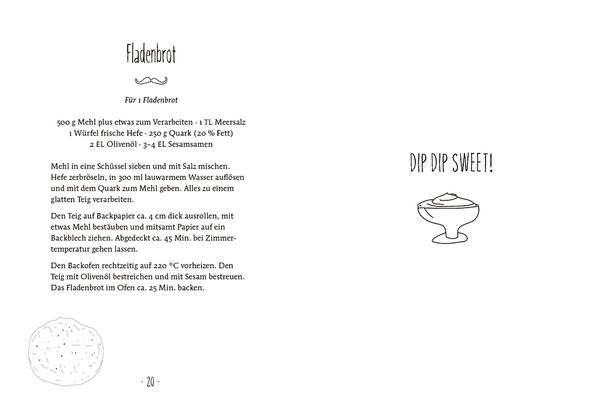 Fladenbrot
Für 1 Fladenbrot
500 g Mehl plus etwas zum Verarbeiten · 1 TL Meersalz
1 Würfel frische Hefe · 250 g Quark (20 % Fett)
2 EL Olivenöl · 3–4 EL Sesamsamen
Mehl in eine Schüssel sieben und mit Salz mischen.
Hefe zerbröseln, in 300 ml lauwarmem Wasser auflösen
und mit dem Quark zum Mehl geben. Alles zu einem
glatten Teig verarbeiten.
Den Teig auf Backpapier ca. 4 cm dick ausrollen, mit
etwas Mehl bestäuben und mitsamt Papier auf ein
Backblech ziehen. Abgedeckt ca. 45 Min. bei Zimmer-
temperatur gehen lassen.
Den Backofen rechtzeitig auf 220 °C vorheizen. Den
Teig mit Olivenöl bestreichen und mit Sesam bestreuen.
Das Fladenbrot im Ofen ca. 25 Min. backen.
· 20 ·
DIP DIP SWEET!